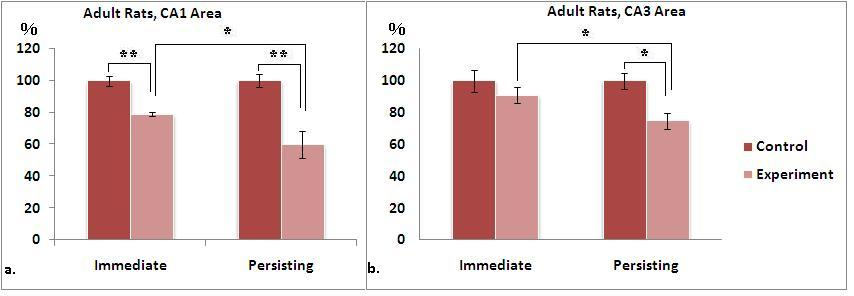 Adult Rats, CA1 Area
%
**
*
**
120
100
80
60
40
20
0
Immediate
Persisting
a.
Adult Rats, CA3 Area
%
*
*
120
100
80
60
40
20
0
Immediate
Persisting
b.
Control
Experiment